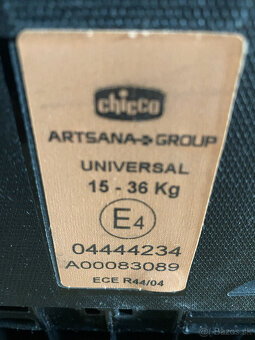 chicco
ARTSANA GROUP
UNIVERSAL
15 - 36 Kg
E4
04444234
A00083089
ECE R44/04